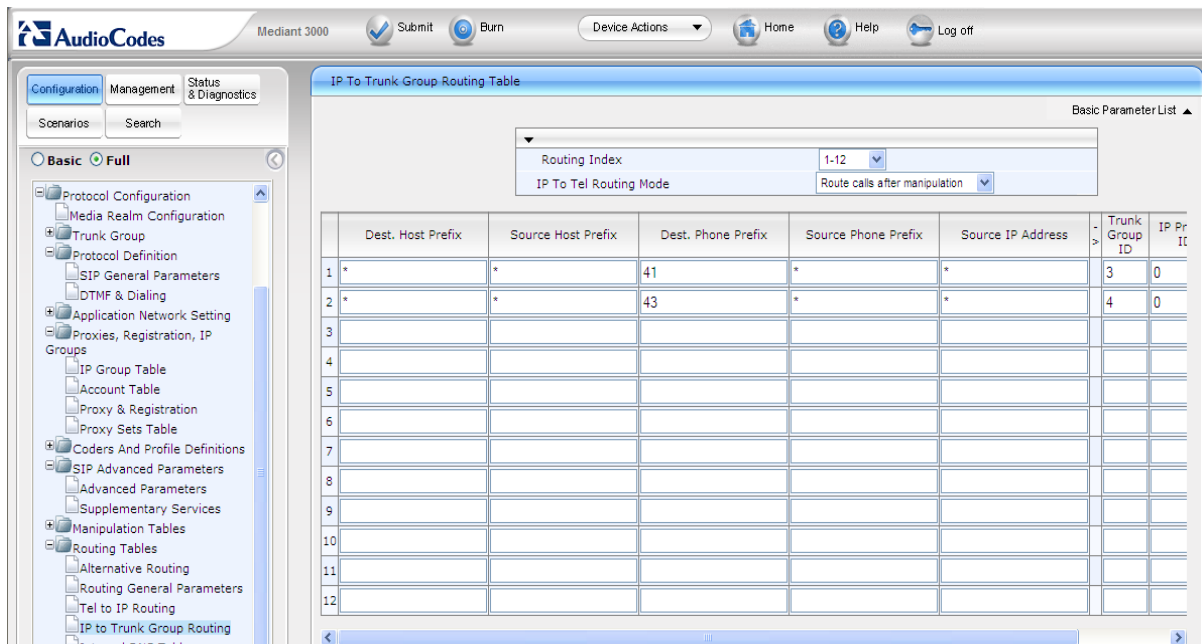 AudioCodes
Mediant 3000
Submit
Burn
Device Actions
Home
Help
Log off
Configuration
Management
Status
& Diagnostics
Scenarios
Search
Basic
Full
Protocol Configuration
Media Realm Configuration
Trunk Group
Protocol Definition
SIP General Parameters
DTMF & Dialing
Application Network Setting
Proxies, Registration, IP
Groups
IP Group Table
Account Table
Proxy & Registration
Proxy Sets Table
Coders And Profile Definitions
SIP Advanced Parameters
Advanced Parameters
Supplementary Services
Manipulation Tables
Routing Tables
Alternative Routing
Routing General Parameters
Tel to IP Routing
IP to Trunk Group Routing
IP To Trunk Group Routing Table
Basic Parameter List
Routing Index 1-12
IP To Tel Routing Mode Route calls after manipulation
Dest. Host Prefix Source Host Prefix Dest. Phone Prefix Source Phone Prefix Source IP Address -> Trunk Group ID IP Pr
1 * * 41 * * 3 0
2 * * 43 * * 4 0
3
4
5
6
7
8
9
10
11
12